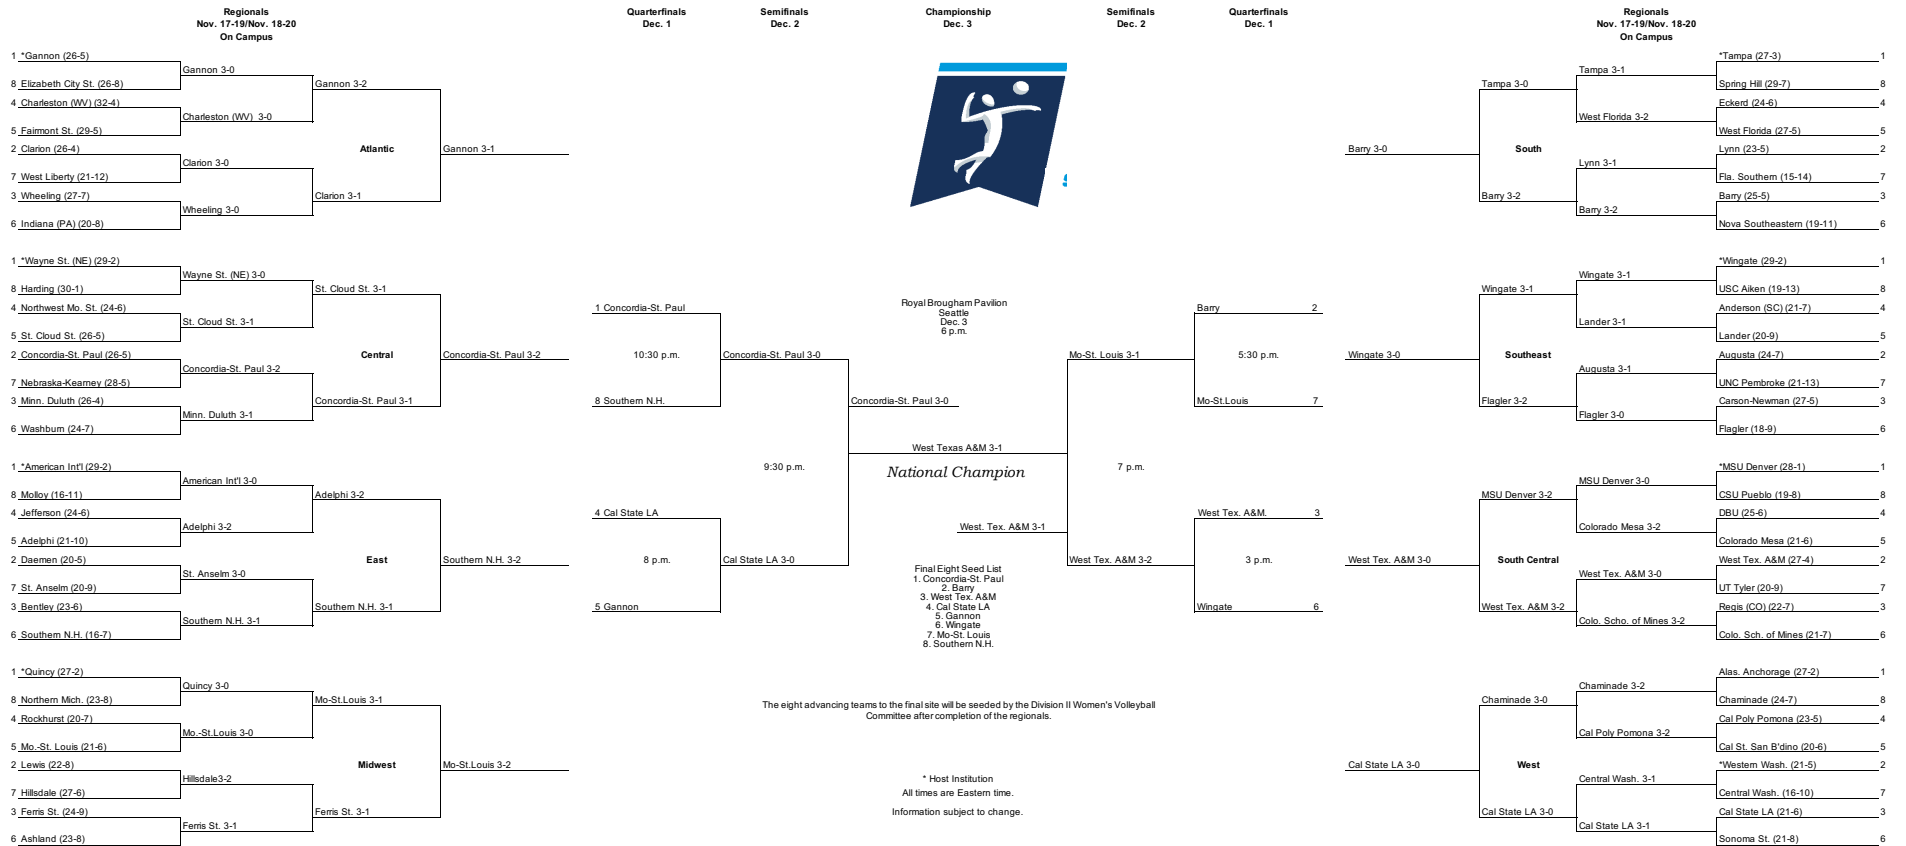 Regionals
Nov. 17-19/Nov. 18-20
On Campus
Quarterfinals
Dec. 1
Semifinals
Dec. 2
Championship
Dec. 3
Semifinals
Dec. 2
Quarterfinals
Dec. 1
Regionals
Nov. 17-19/Nov. 18-20
On Campus
1 *Gannon (26-5)
Gannon 3-0
8 Elizabeth City St. (26-8)
Gannon 3-2
4 Charleston (WV) (32-4)
Charleston (WV) 3-0
5 Fairmont St. (29-5)
Atlantic
Gannon 3-1
2 Clarion (26-4)
Clarion 3-0
7 West Liberty (21-12)
Clarion 3-1
3 Wheeling (27-7)
Wheeling 3-0
6 Indiana (PA) (20-8)
1 *Wayne St. (NE) (29-2)
Wayne St. (NE) 3-0
8 Harding (30-1)
St. Cloud St. 3-1
4 Northwest Mo. St. (24-6)
St. Cloud St. 3-1
5 St. Cloud St. (26-5)
Central
Concordia-St. Paul 3-2
2 Concordia-St. Paul (26-5)
Concordia-St. Paul 3-2
7 Nebraska-Kearney (28-5)
Concordia-St. Paul 3-1
3 Minn. Duluth (26-4)
Minn. Duluth 3-1
6 Washburn (24-7)
1 *American Int'l (29-2)
American Int'l 3-0
8 Molloy (16-11)
Adelphi 3-2
4 Jefferson (24-6)
Adelphi 3-2
5 Adelphi (21-10)
East
Southern N.H. 3-2
2 Daemen (20-5)
St. Anselm 3-0
7 St. Anselm (20-9)
Southern N.H. 3-1
3 Bentley (23-6)
Southern N.H. 3-1
6 Southern N.H. (16-7)
1 *Quincy (27-2)
Quincy 3-0
8 Northern Mich. (23-8)
Mo-St.Louis 3-1
4 Rockhurst (20-7)
Mo.-St.Louis 3-0
5 Mo.-St. Louis (21-6)
Midwest
Mo-St.Louis 3-2
2 Lewis (22-8)
Hillsdale3-2
7 Hillsdale (27-6)
Ferris St. 3-1
3 Ferris St. (24-9)
Ferris St. 3-1
6 Ashland (23-8)
1 Concordia-St. Paul
10:30 p.m.
Concordia-St. Paul 3-0
8 Southern N.H.
Concordia-St. Paul 3-0
9:30 p.m.
4 Cal State LA
8 p.m.
Cal State LA 3-0
5 Gannon
Royal Brougham Pavilion
Seattle
Dec. 3
6 p.m.
West Texas A&M 3-1
National Champion
West. Tex. A&M 3-1
Final Eight Seed List
1. Concordia-St. Paul
2. Barry
3. West Tex. A&M
4. Cal State LA
5. Gannon
6. Wingate
7. Mo-St. Louis
8. Southern N.H.
The eight advancing teams to the final site will be seeded by the Division II Women's Volleyball
Committee after completion of the regionals.
* Host Institution
All times are Eastern time.
Information subject to change.
Barry 2
Mo-St. Louis 3-1
5:30 p.m.
Mo-St.Louis 7
7 p.m.
West Tex. A&M. 3
West Tex. A&M 3-2
3 p.m.
Wingate 6
*Tampa (27-3) 1
Tampa 3-1
Spring Hill (29-7) 8
Tampa 3-0
Eckerd (24-6) 4
West Florida 3-2
West Florida (27-5) 5
Barry 3-0
South
Lynn (23-5) 2
Lynn 3-1
Fla. Southern (15-14) 7
Barry 3-2
Barry (25-5) 3
Barry 3-2
Nova Southeastern (19-11) 6
*Wingate (29-2) 1
Wingate 3-1
USC Aiken (19-13) 8
Wingate 3-1
Anderson (SC) (21-7) 4
Lander 3-1
Lander (20-9) 5
Wingate 3-0
Southeast
Augusta (24-7) 2
Augusta 3-1
UNC Pembroke (21-13) 7
Flagler 3-2
Carson-Newman (27-5) 3
Flagler 3-0
Flagler (18-9) 6
*MSU Denver (28-1) 1
MSU Denver 3-0
CSU Pueblo (19-8) 8
MSU Denver 3-2
DBU (25-6) 4
Colorado Mesa 3-2
Colorado Mesa (21-6) 5
West Tex. A&M 3-0
South Central
West Tex. A&M (27-4) 2
West Tex. A&M 3-0
UT Tyler (20-9) 7
West Tex. A&M 3-2
Regis (CO) (22-7) 3
Colo. Scho. of Mines 3-2
Colo. Sch. of Mines (21-7) 6
Alas. Anchorage (27-2) 1
Chaminade 3-2
Chaminade (24-7) 8
Chaminade 3-0
Cal Poly Pomona (23-5) 4
Cal Poly Pomona 3-2
Cal St. San B'dino (20-6) 5
Cal State LA 3-0
West
*Western Wash. (21-5) 2
Central Wash. 3-1
Central Wash. (16-10) 7
Cal State LA 3-0
Cal State LA (21-6) 3
Cal State LA 3-1
Sonoma St. (21-8) 6